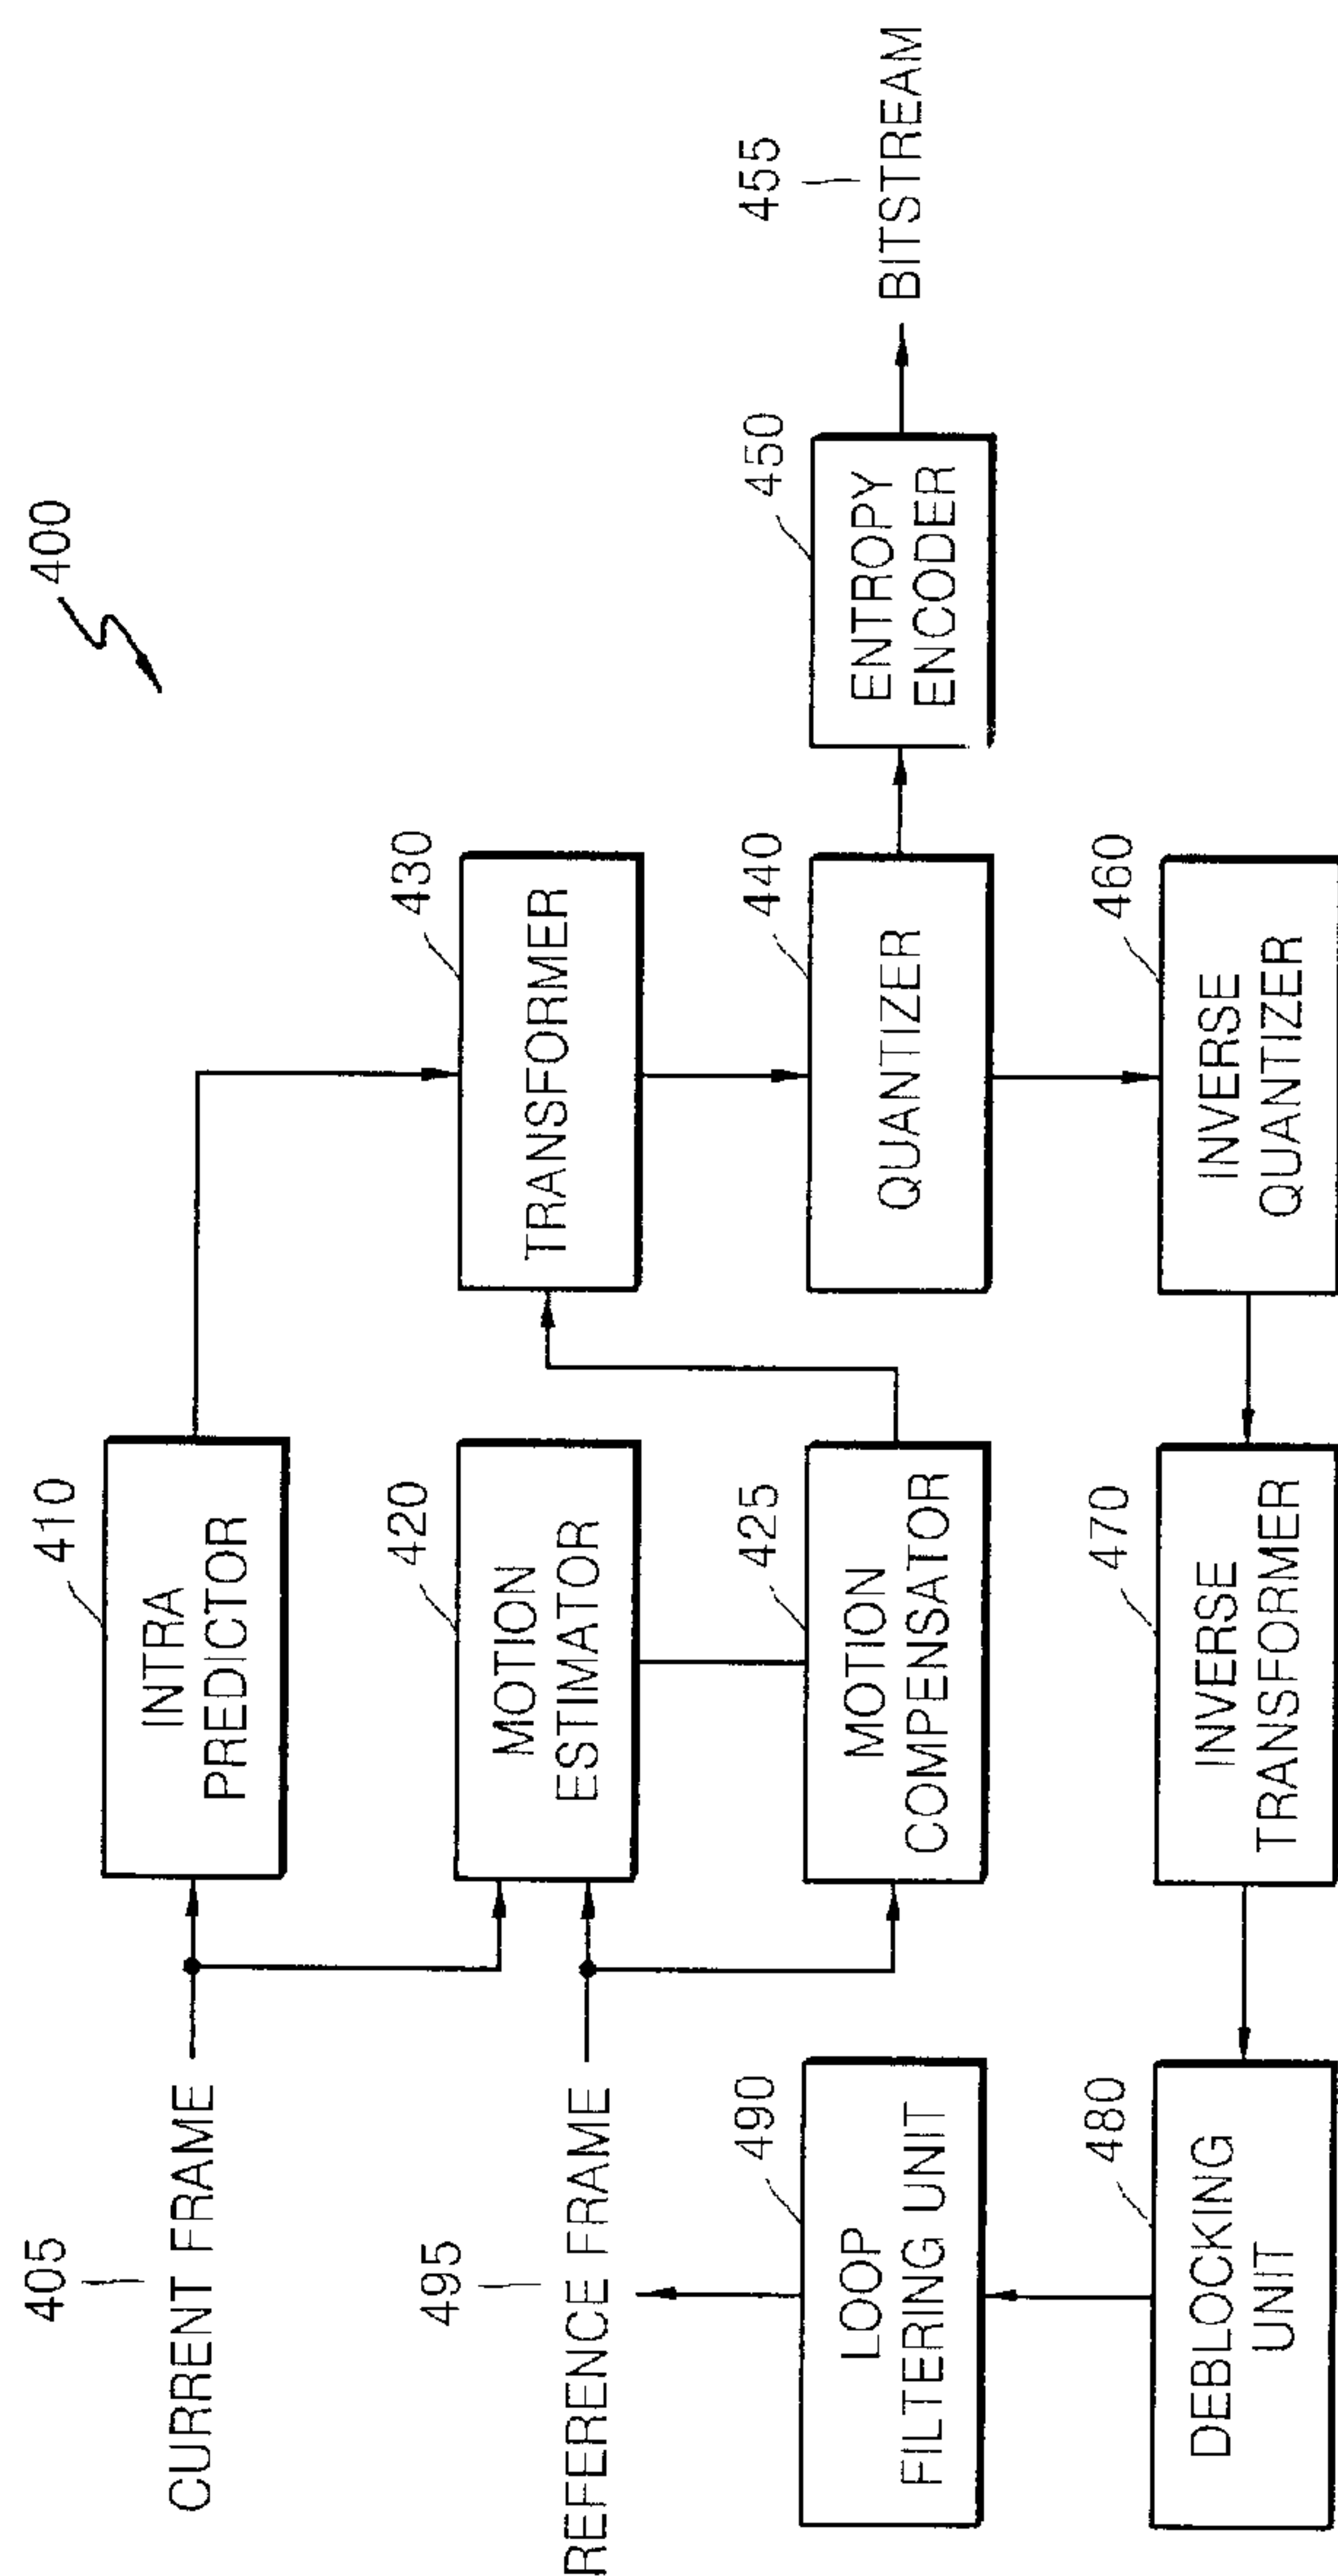 400
405
CURRENT FRAME
410
INTRA
PREDICTOR
495
REFERENCE FRAME
420
MOTION
ESTIMATOR
430
TRANSFORMER
490
LOOP
FILTERING UNIT
425
MOTION
COMPENSATOR
440
QUANTIZER
450
ENTROPY
ENCODER
455
BITSTREAM
480
DEBLOCKING
UNIT
470
INVERSE
TRANSFORMER
460
INVERSE
QUANTIZER